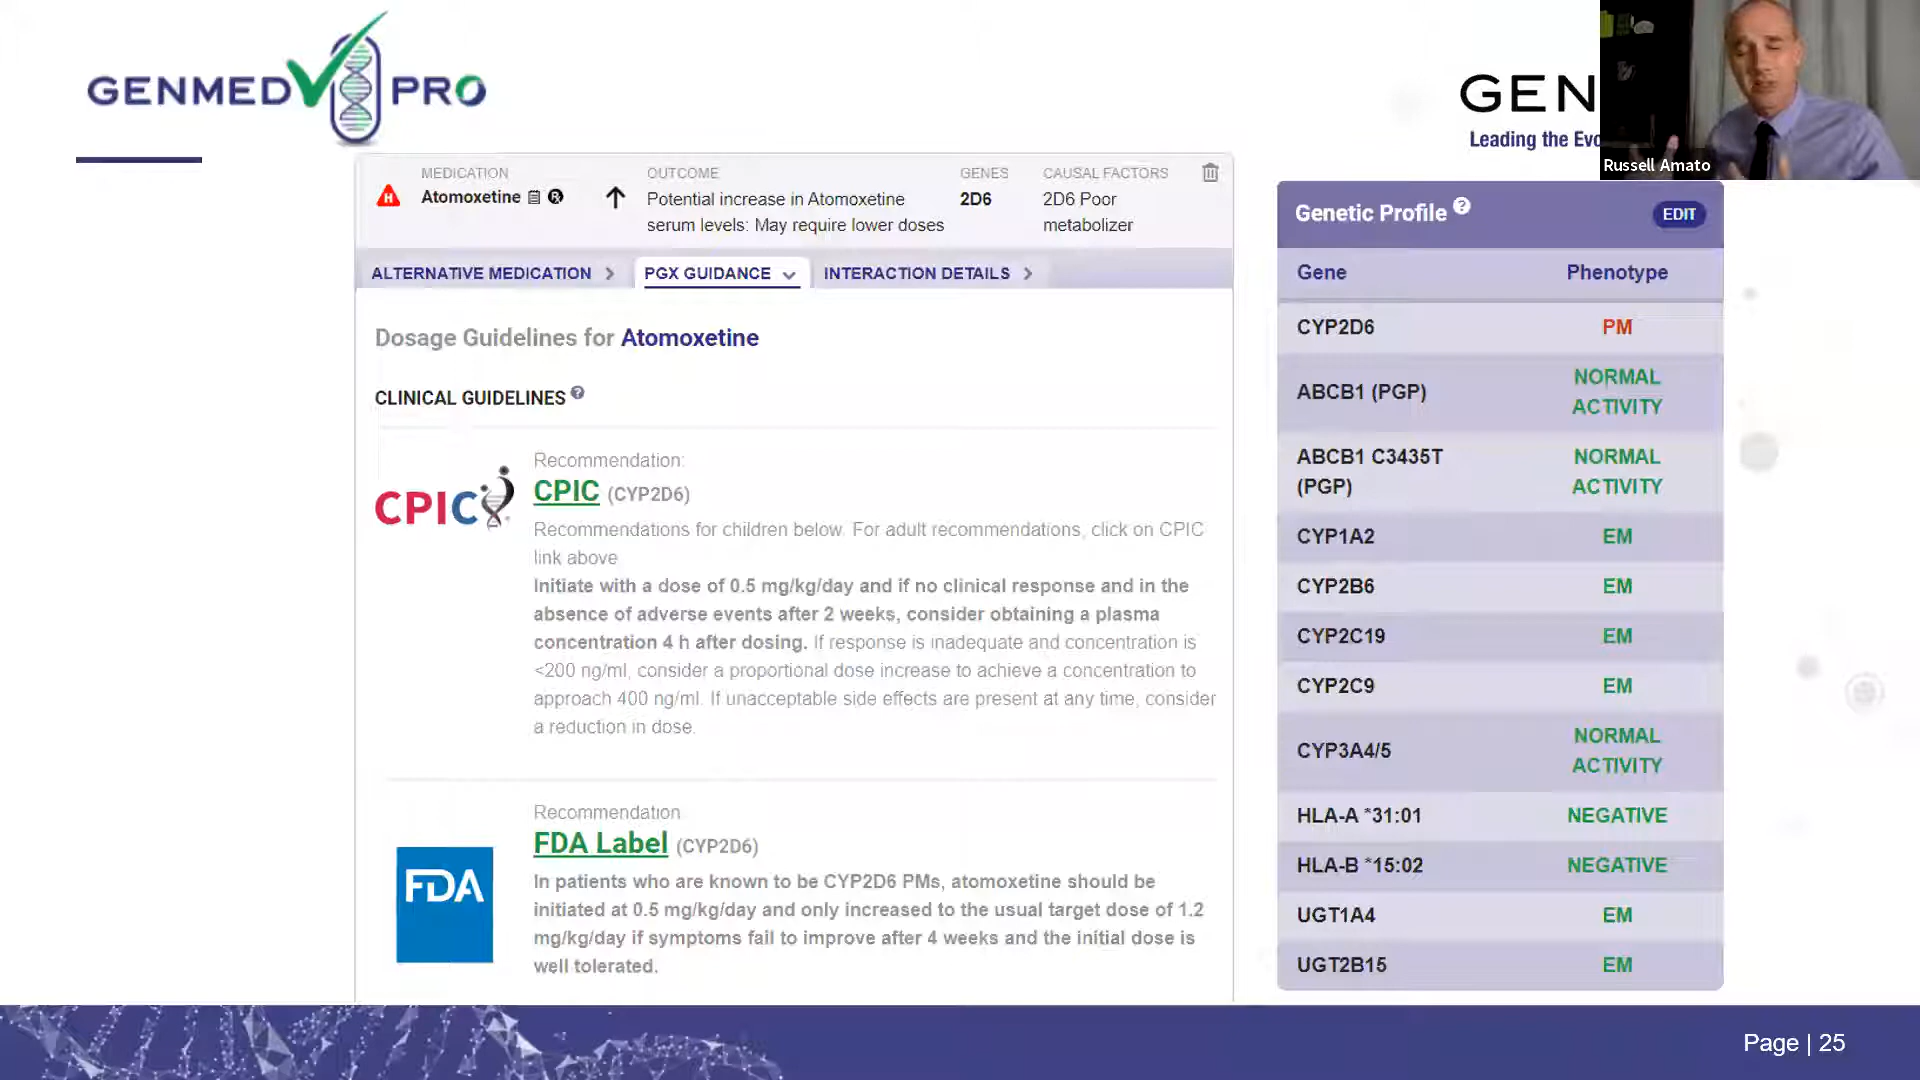 GENMED PRO
GEN
Leading the Evo
Russell Amato
MEDICATION
Atomoxetine
OUTCOME
Potential increase in Atomoxetine
serum levels: May require lower doses
GENES
2D6
CAUSAL FACTORS
2D6 Poor
metabolizer
ALTERNATIVE MEDICATION
PGX GUIDANCE
INTERACTION DETAILS
Dosage Guidelines for Atomoxetine
CLINICAL GUIDELINES ?
CPIC
Recommendation:
CPIC (CYP2D6)
Recommendations for children below. For adult recommendations, click on CPIC
link above
Initiate with a dose of 0.5 mg/kg/day and if no clinical response and in the
absence of adverse events after 2 weeks, consider obtaining a plasma
concentration 4 h after dosing. If response is inadequate and concentration is
<200 ng/ml, consider a proportional dose increase to achieve a concentration to
approach 400 ng/ml. If unacceptable side effects are present at any time, consider
a reduction in dose.
FDA
Recommendation:
FDA Label (CYP2D6)
In patients who are known to be CYP2D6 PMs, atomoxetine should be
initiated at 0.5 mg/kg/day and only increased to the usual target dose of 1.2
mg/kg/day if symptoms fail to improve after 4 weeks and the initial dose is
well tolerated.
Genetic Profile ?
EDIT
Gene Phenotype
CYP2D6 PM
ABCB1 (PGP) NORMAL
ACTIVITY
ABCB1 C3435T
(PGP) NORMAL
ACTIVITY
CYP1A2 EM
CYP2B6 EM
CYP2C19 EM
CYP2C9 EM
CYP3A4/5 NORMAL
ACTIVITY
HLA-A *31:01 NEGATIVE
HLA-B *15:02 NEGATIVE
UGT1A4 EM
UGT2B15 EM
Page | 25